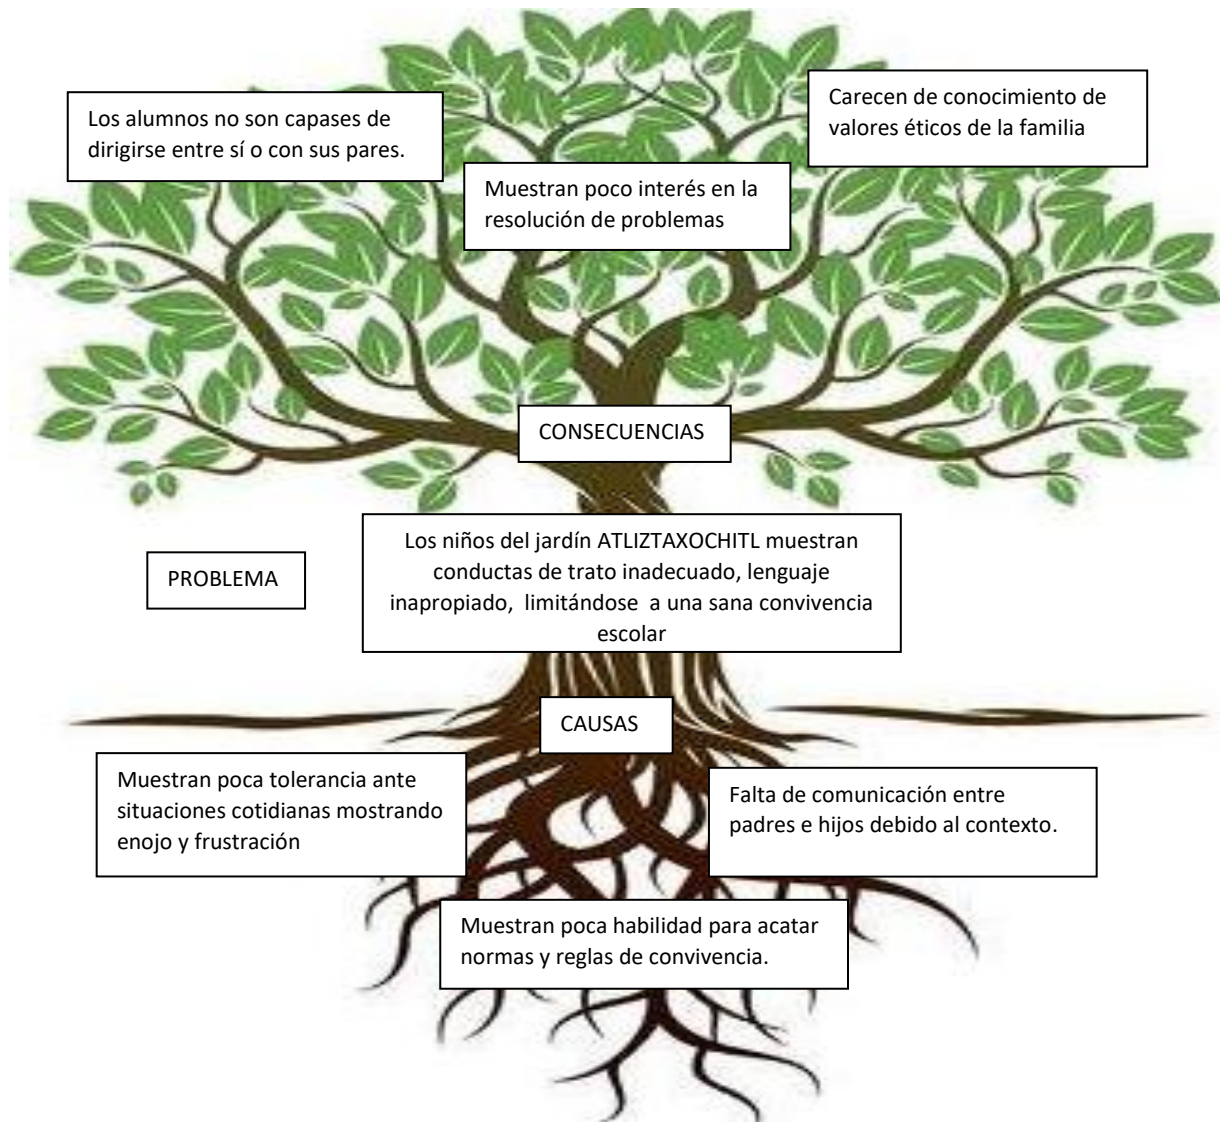 Los alumnos no son capases de
dirigirse entre sí o con sus pares.
Muestran poco interés en la
resolución de problemas
Carecen de conocimiento de
valores éticos de la familia
CONSECUENCIAS
PROBLEMA
Los niños del jardín ATLIZTAXOCHITL muestran
conductas de trato inadecuado, lenguaje
inapropiado,  limitándose  a una sana convivencia
escolar
CAUSAS
Muestran poca tolerancia ante
situaciones cotidianas mostrando
enojo y frustración
Falta de comunicación entre
padres e hijos debido al contexto.
Muestran poca habilidad para acatar
normas y reglas de convivencia.